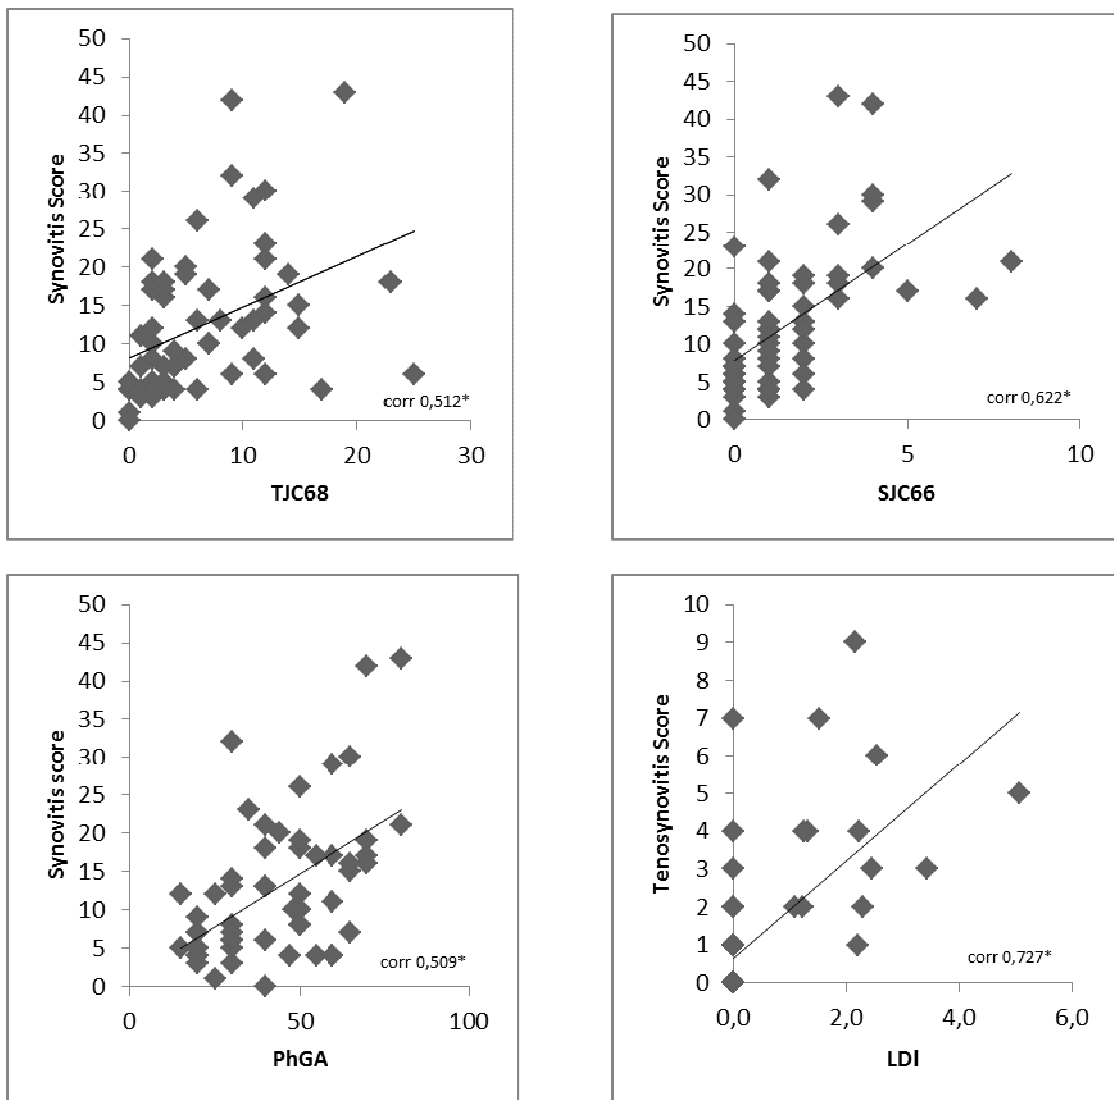 50
45
40
35
30
25
20
15
10
5
0
Synovitis Score
corr 0,512*
0 10 20 30
TJC68
50
45
40
35
30
25
20
15
10
5
0
Synovitis Score
corr 0,622*
0 5 10
SJC66
50
45
40
35
30
25
20
15
10
5
0
Synovitis score
corr 0,509*
0 50 100
PhGA
10
9
8
7
6
5
4
3
2
1
0
Tenosynovitis Score
corr 0,727*
0,0 2,0 4,0 6,0
LDI